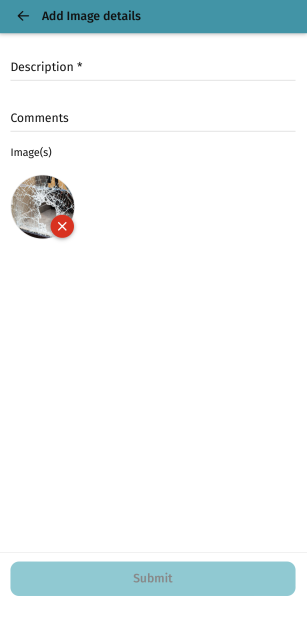 Add Image details
Description *
Comments
Image(s)
Submit